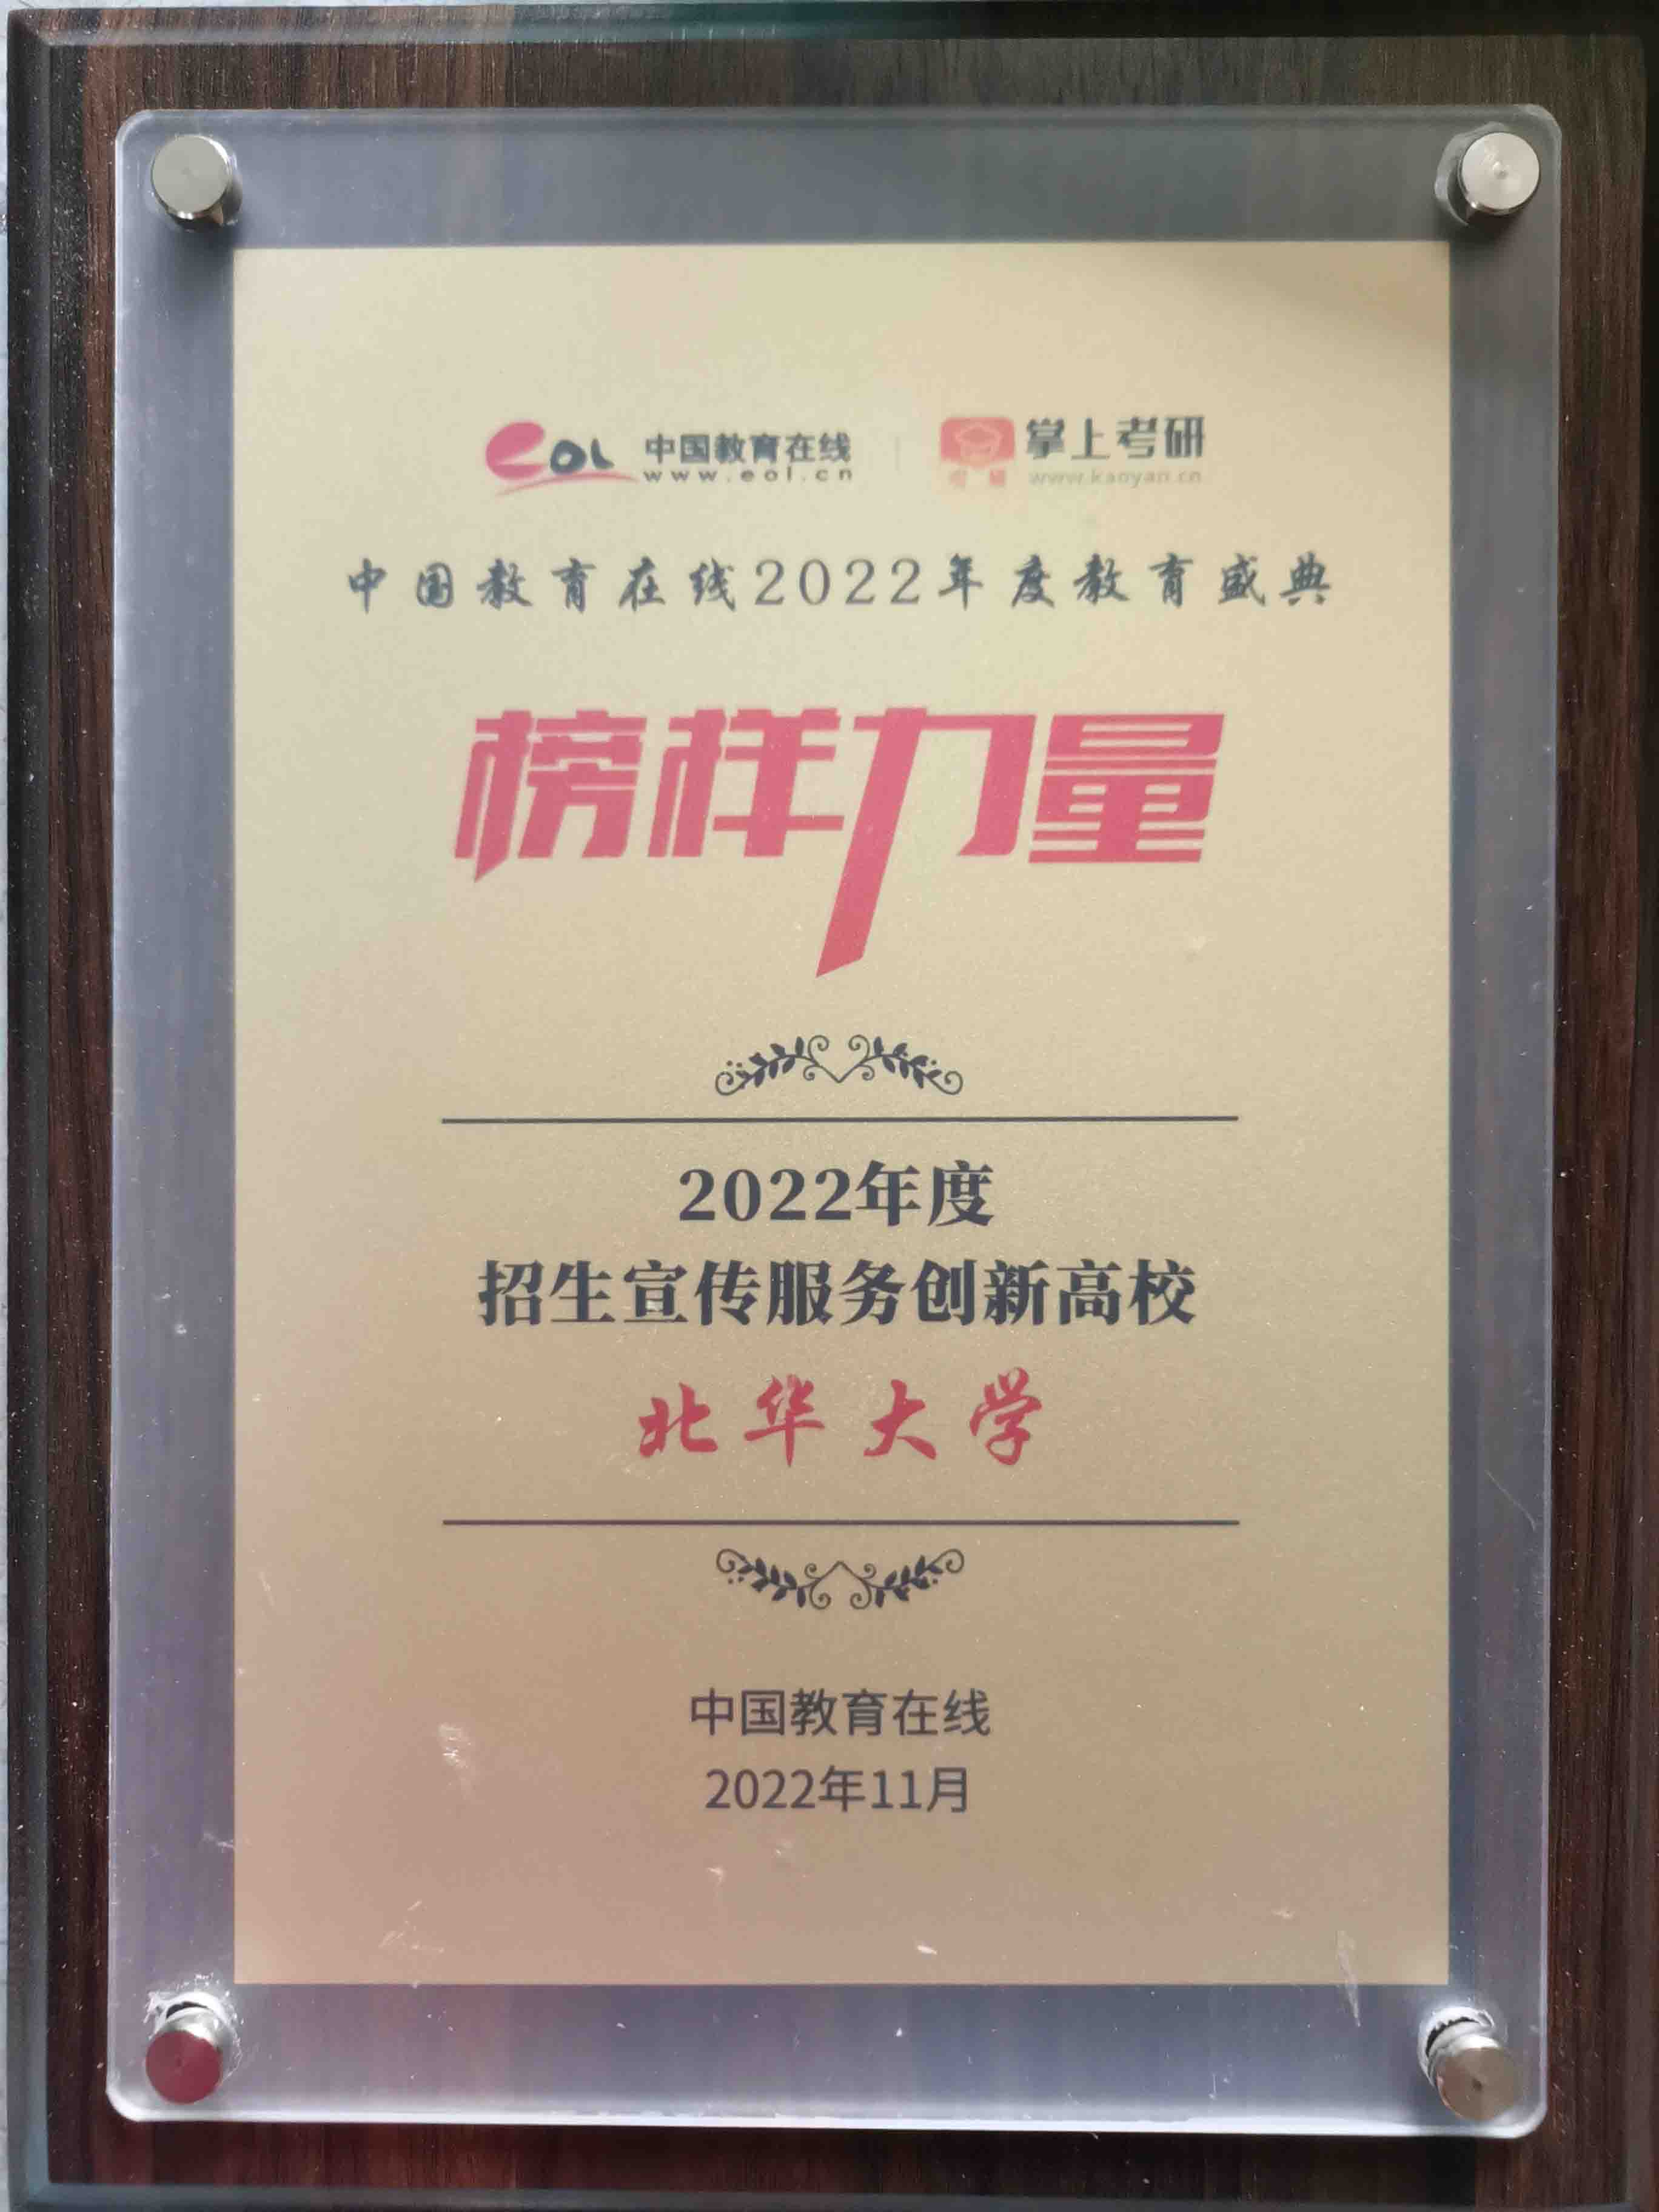 eol 中国教育在线 掌上考研
www.eol.cn www.kaoyan.cn
中国教育在线2022年度教育盛典
榜样力量
2022年度
招生宣传服务创新高校
北华大学
中国教育在线
2022年11月